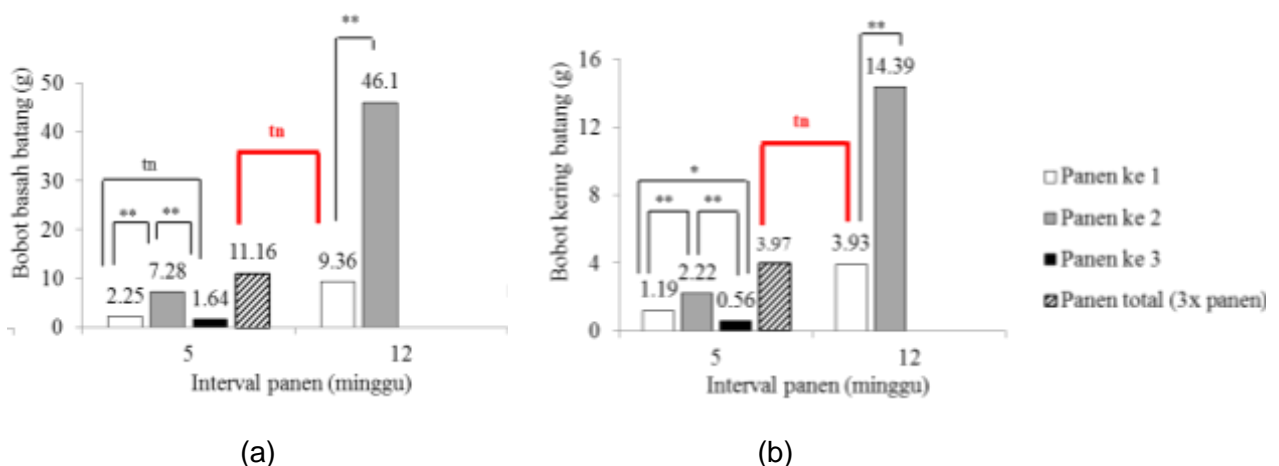 **
50
46.1
40
tn
30
tn
20
** **
11.16
9.36
7.28
10
2.25
1.64
0
5
12
Bobot basah batang (g)
Interval panen (minggu)
(a)
**
16
14.39
12
tn
8
*
** **
3.97
3.93
4
2.22
1.19
0.56
0
5
12
Bobot kering batang (g)
Interval panen (minggu)
(b)
Panen ke 1
Panen ke 2
Panen ke 3
Panen total (3x panen)